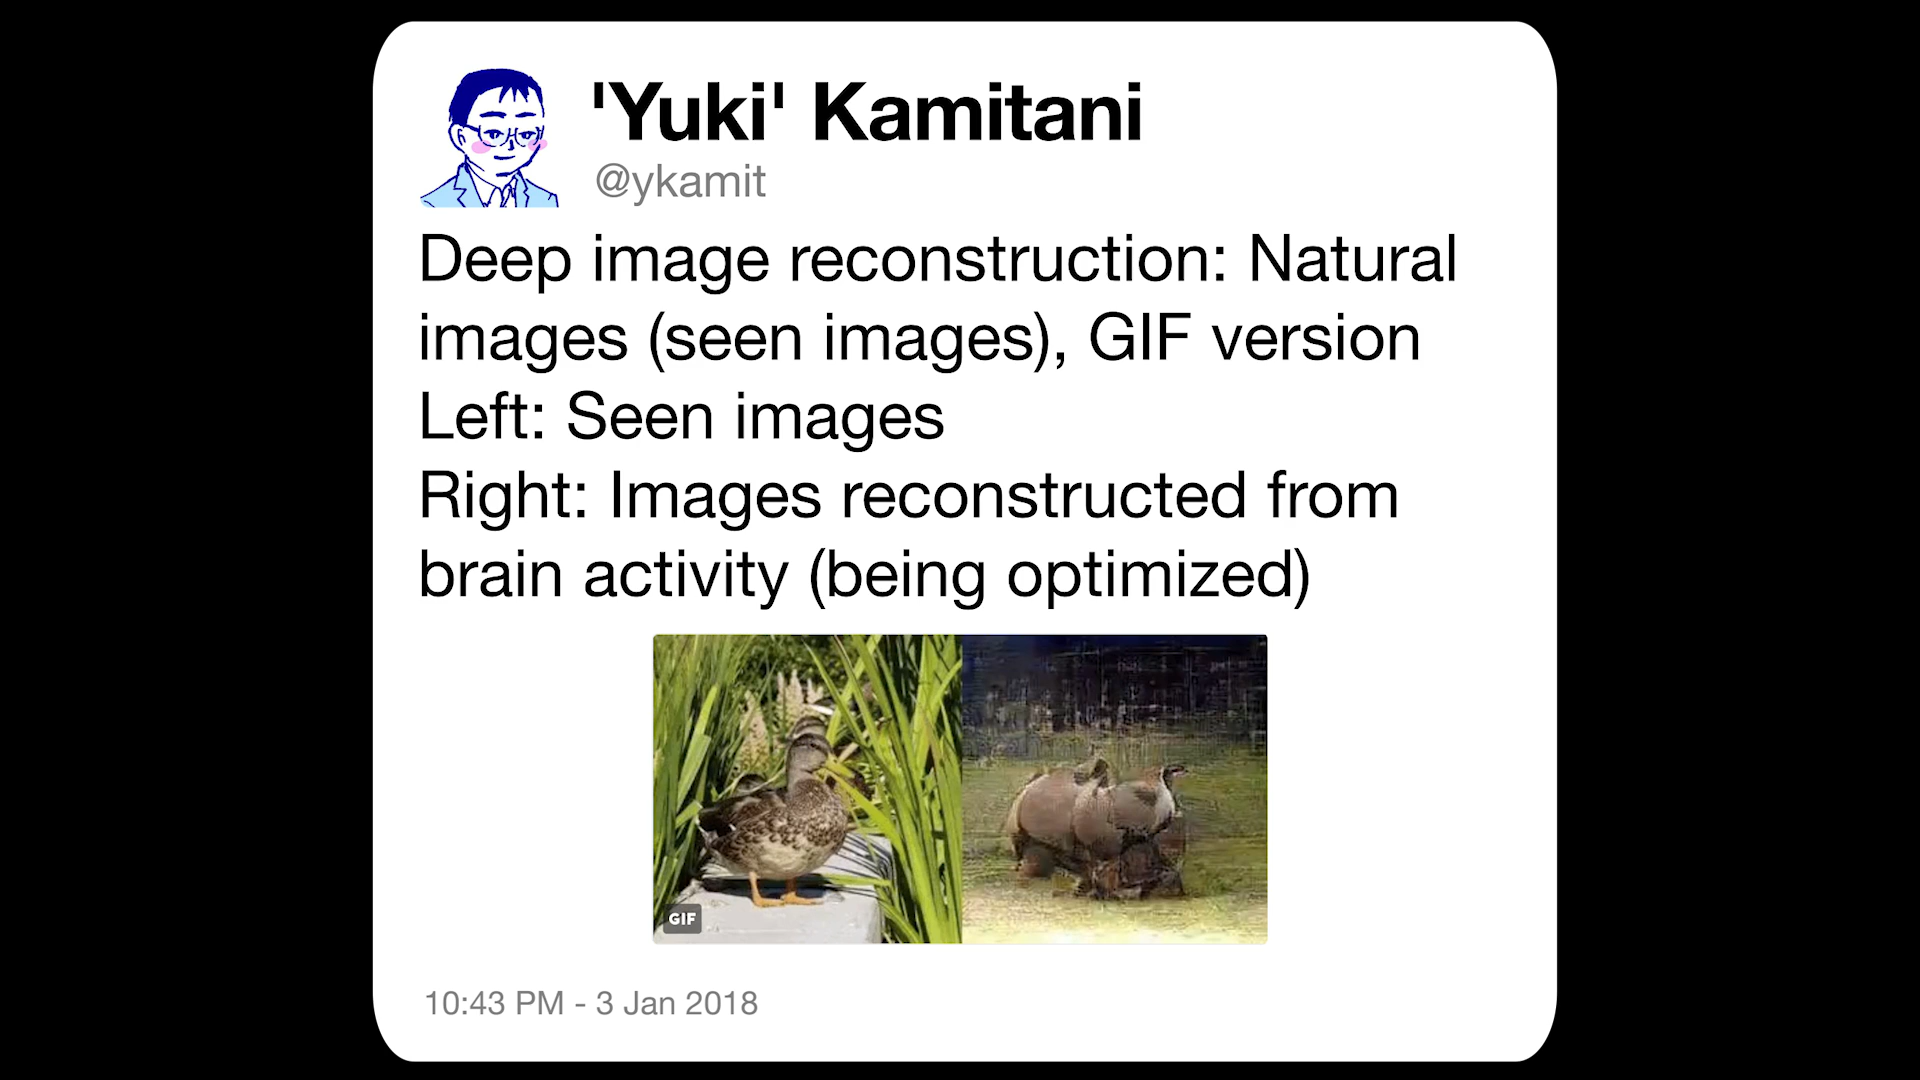 'Yuki' Kamitani
@ykamit
Deep image reconstruction: Natural
images (seen images), GIF version
Left: Seen images
Right: Images reconstructed from
brain activity (being optimized)
GIF
10:43 PM - 3 Jan 2018